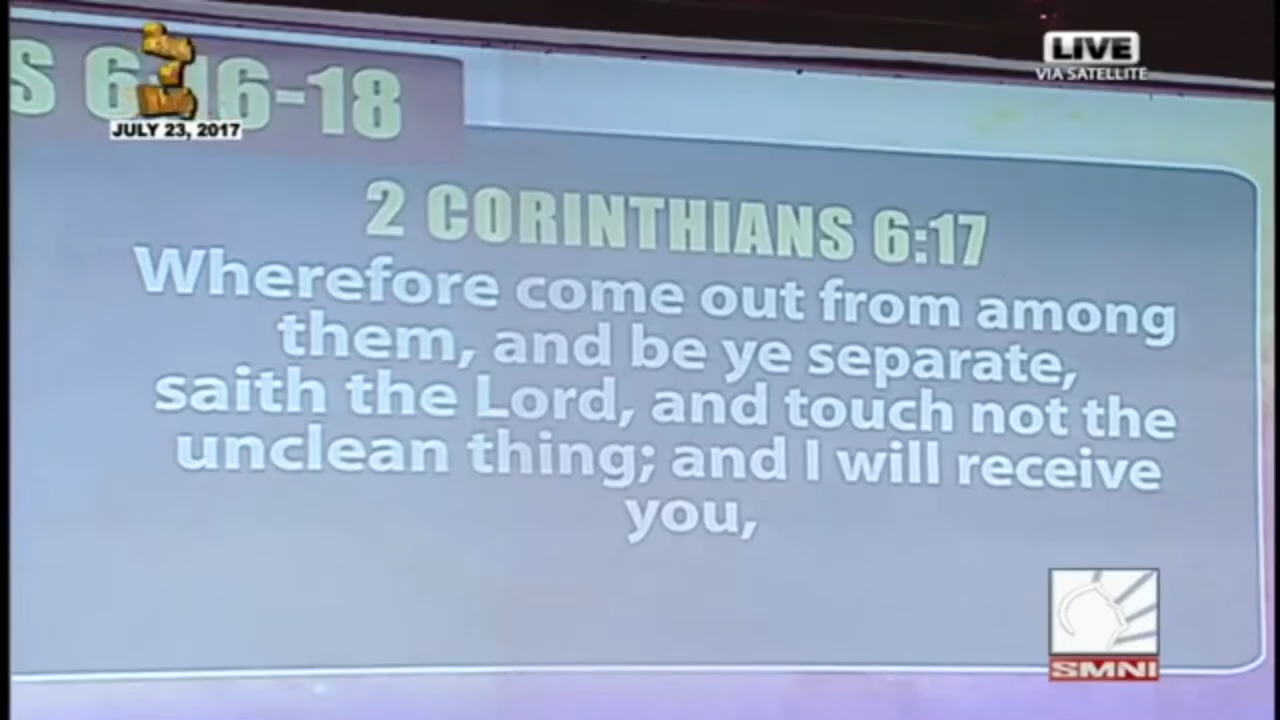 LIVE
VIA SATELLITE
S 6:16-18
JULY 23, 2017
2 CORINTHIANS 6:17
Wherefore come out from among
them, and be ye separate,
saith the Lord, and touch not the
unclean thing; and I will receive
you,
SMNI